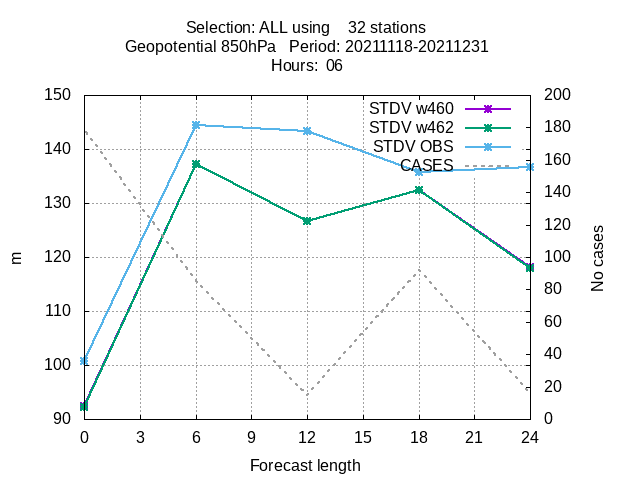 Selection: ALL using    32 stations
Geopotential 850hPa   Period: 20211118-20211231
Hours:  06
150
140
130
120
110
100
90
m
200
180
160
140
120
100
80
60
40
20
0
No cases
STDV w460
STDV w462
STDV OBS
CASES
0 3 6 9 12 15 18 21 24
Forecast length